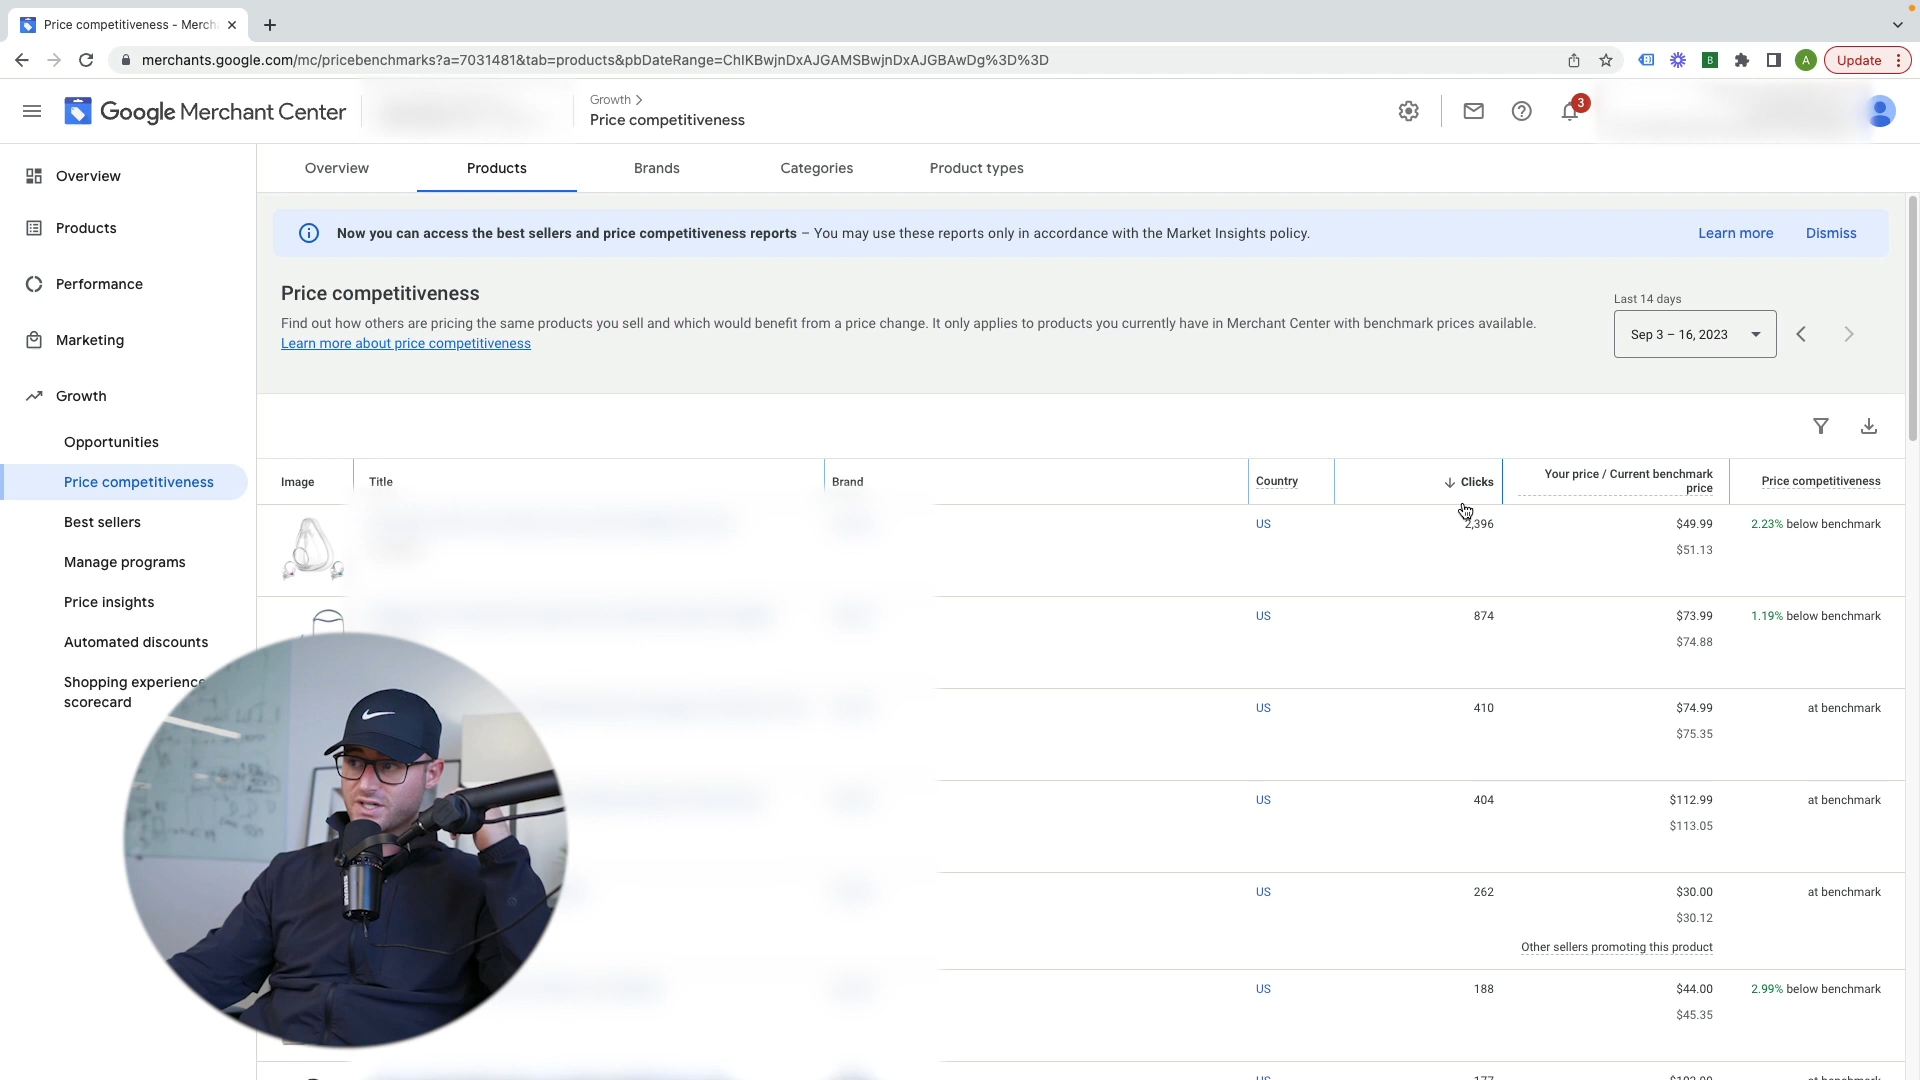 Price competitiveness - Merch
merchants.google.com/mc/pricebenchmarks?a=7031481&tab=products&pbDateRange=ChIKBwjnDxAJGAMSBwjnDxAJGBAwDg%3D%3D
B
A
Update
Google Merchant Center
Growth
Price competitiveness
3
Overview
Products
Performance
Marketing
Growth
Opportunities
Price competitiveness
Best sellers
Manage programs
Price insights
Automated discounts
Shopping experience
scorecard
Overview Products Brands Categories Product types
Now you can access the best sellers and price competitiveness reports – You may use these reports only in accordance with the Market Insights policy.
Learn more Dismiss
Price competitiveness
Find out how others are pricing the same products you sell and which would benefit from a price change. It only applies to products you currently have in Merchant Center with benchmark prices available.
Learn more about price competitiveness
Last 14 days
Sep 3 – 16, 2023
Image Title Brand Country Clicks Your price / Current benchmark price Price competitiveness
US 2,396 $49.99 2.23% below benchmark
$51.13
US 874 $73.99 1.19% below benchmark
$74.88
US 410 $74.99 at benchmark
$75.35
US 404 $112.99 at benchmark
$113.05
US 262 $30.00 at benchmark
$30.12
Other sellers promoting this product
US 188 $44.00 2.99% below benchmark
$45.35